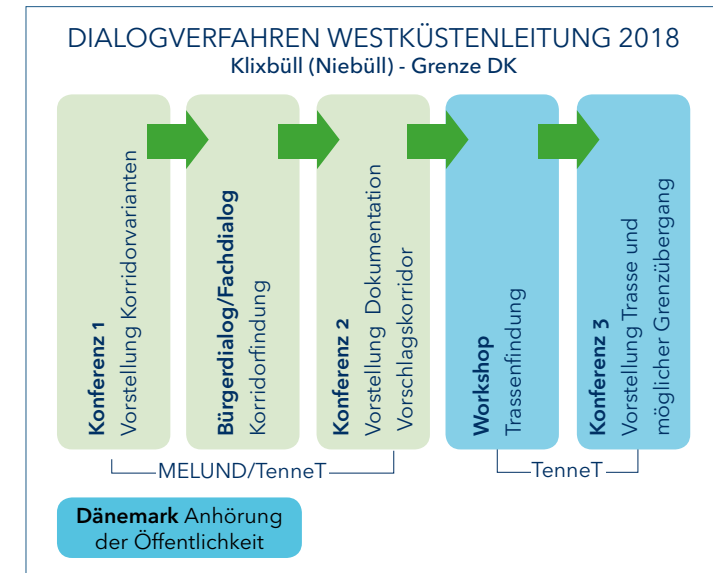 DIALOGVERFAHREN WESTKÜSTENLEITUNG 2018
Klixbüll (Niebüll) - Grenze DK
Konferenz 1
Vorstellung Korridorvarianten
Bürgerdialog/Fachdialog
Korridorfindung
Konferenz 2
Vorstellung Dokumentation
Vorschlagskorridor
Workshop
Trassenfindung
Konferenz 3
Vorstellung Trasse und
möglicher Grenzübergang
MELUND/TenneT
TenneT
Dänemark Anhörung
der Öffentlichkeit